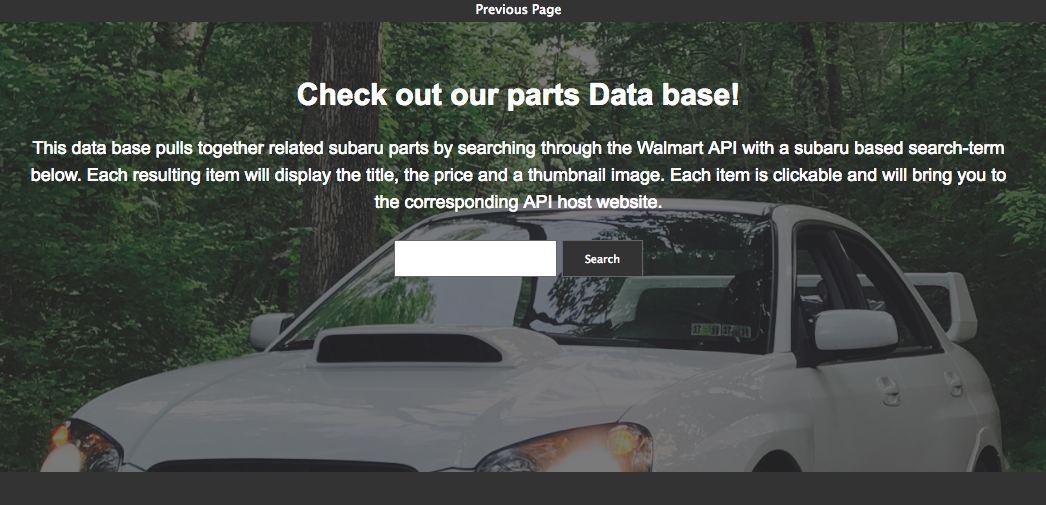 Previous Page
Check out our parts Data base!
This data base pulls together related subaru parts by searching through the Walmart API with a subaru based search-term
below. Each resulting item will display the title, the price and a thumbnail image. Each item is clickable and will bring you to
the corresponding API host website.
Search